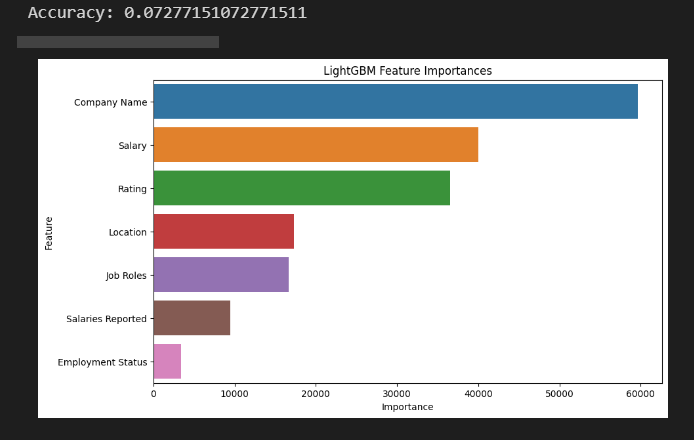 Accuracy: 0.07277151072771511
LightGBM Feature Importances
Company Name
Salary
Rating
Location
Job Roles
Salaries Reported
Employment Status
Feature
0 10000 20000 30000 40000 50000 60000
Importance